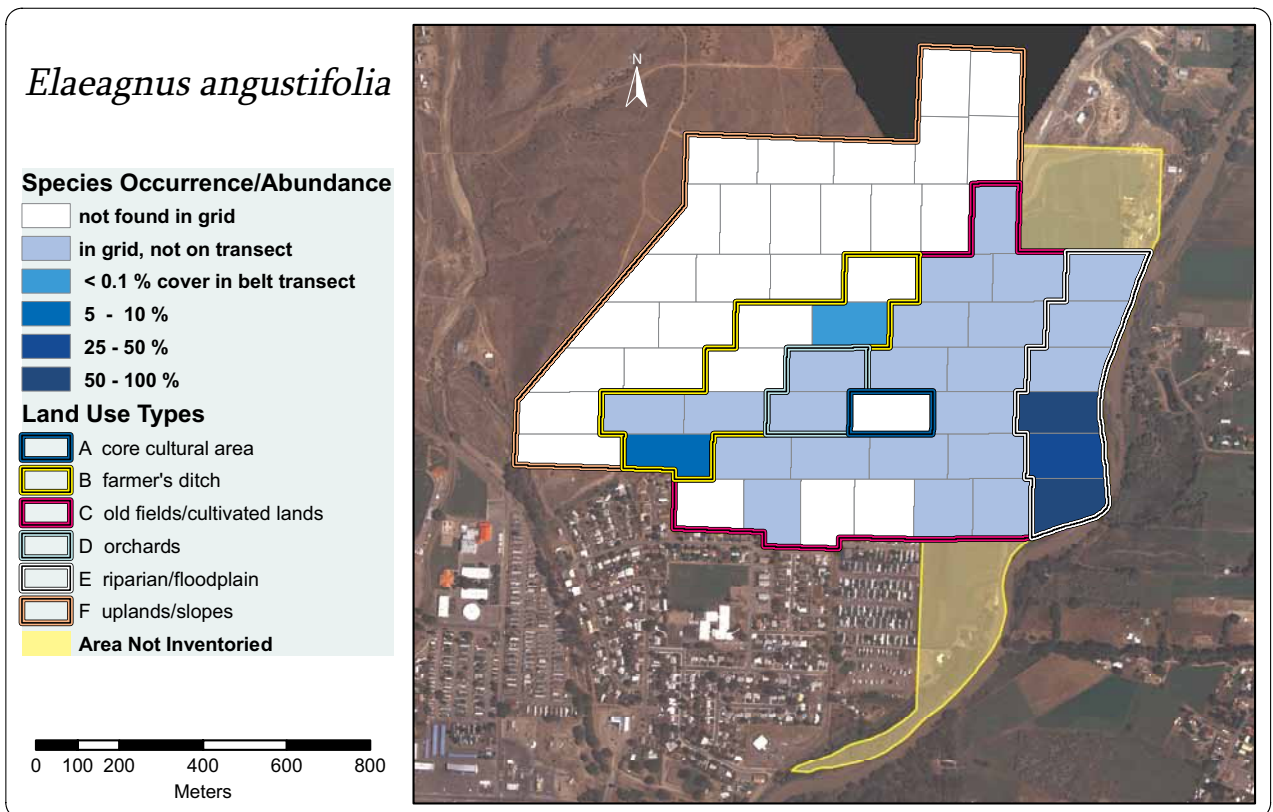 Elaeagnus angustifolia
Species Occurrence/Abundance
not found in grid
in grid, not on transect
< 0.1 % cover in belt transect
5 - 10 %
25 - 50 %
50 - 100 %
Land Use Types
A core cultural area
B farmer's ditch
C old fields/cultivated lands
D orchards
E riparian/floodplain
F uplands/slopes
Area Not Inventoried
0 100 200 400 600 800
Meters
N